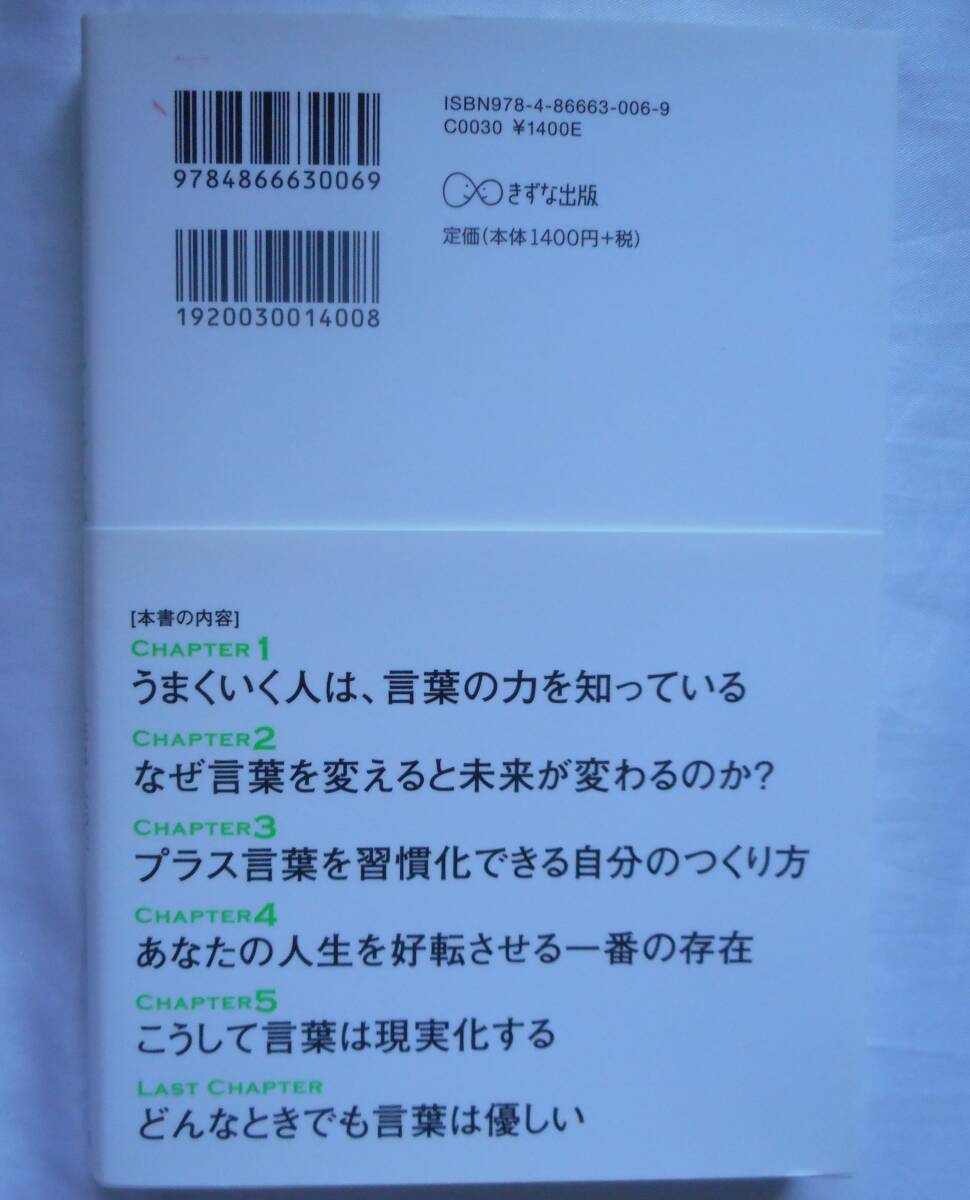 ISBN978-4-86663-006-9
C0030 ¥1400E
9784866630069
きずな出版
定価(本体1400円+税)
1920030014008
[本書の内容]
CHAPTER 1
うまくいく人は、言葉の力を知っている
CHAPTER2
なぜ言葉を変えると未来が変わるのか?
CHAPTER3
プラス言葉を習慣化できる自分のつくり方
CHAPTER4
あなたの人生を好転させる一番の存在
CHAPTER5
こうして言葉は現実化する
LAST CHAPTER
どんなときでも言葉は優しい